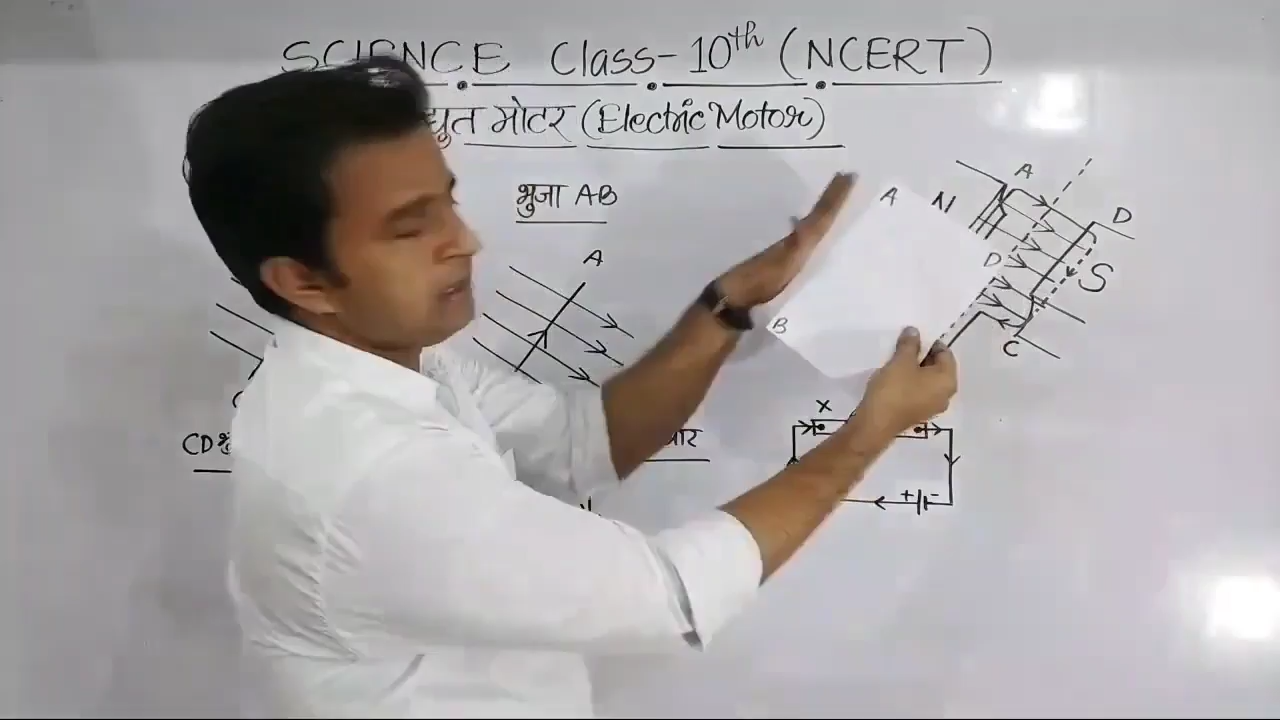 SCIENCE Class-10th (NCERT)
मोटर (Electric Motor)
भुजा AB
A
A
N
A
D
D
S
B
C
X
CD
+ -